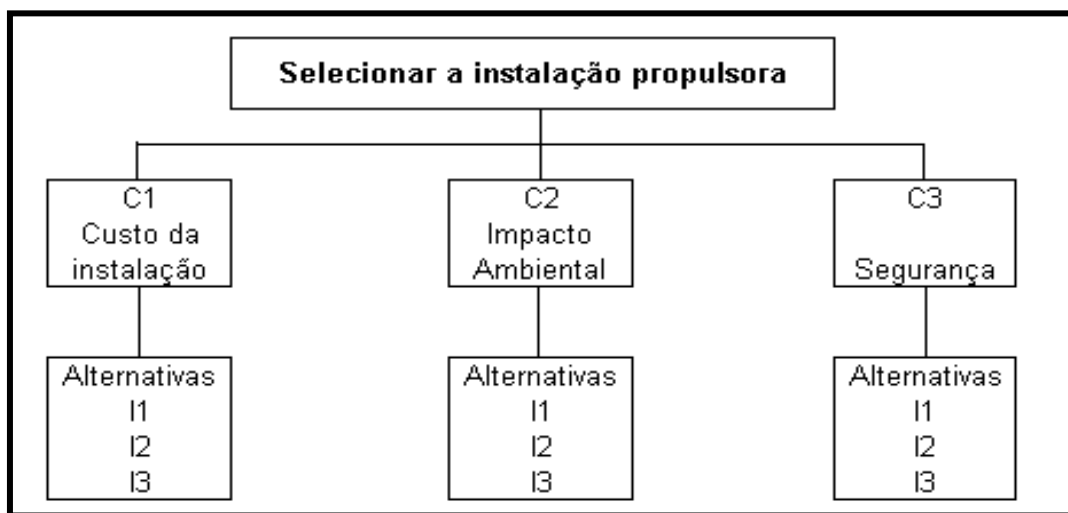 Selecionar a instalação propulsora
C1
Custo da
instalação
C2
Impacto
Ambiental
C3
Segurança
Alternativas
I1
I2
I3
Alternativas
I1
I2
I3
Alternativas
I1
I2
I3